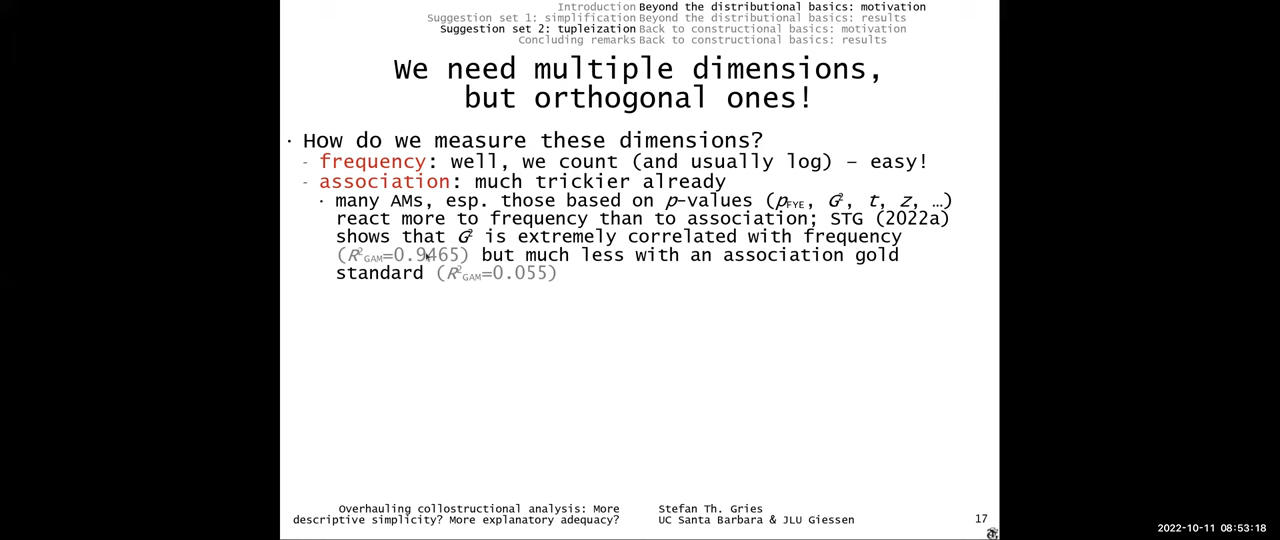 Introduction Beyond the distributional basics: motivation
Suggestion set 1: simplification Beyond the distributional basics: results
Suggestion set 2: tupleization Back to constructional basics: motivation
Concluding remarks Back to constructional basics: results
We need multiple dimensions,
but orthogonal ones!
· How do we measure these dimensions?
- frequency: well, we count (and usually log) – easy!
- association: much trickier already
· many AMs, esp. those based on p-values (pFYE, G², t, z, …)
react more to frequency than to association; STG (2022a)
shows that G² is extremely correlated with frequency
(R²GAM=0.9465) but much less with an association gold
standard (R²GAM=0.055)
Overhauling collostructional analysis: More
descriptive simplicity? More explanatory adequacy?
Stefan Th. Gries
UC Santa Barbara & JLU Giessen
17
2022-10-11 08:53:18